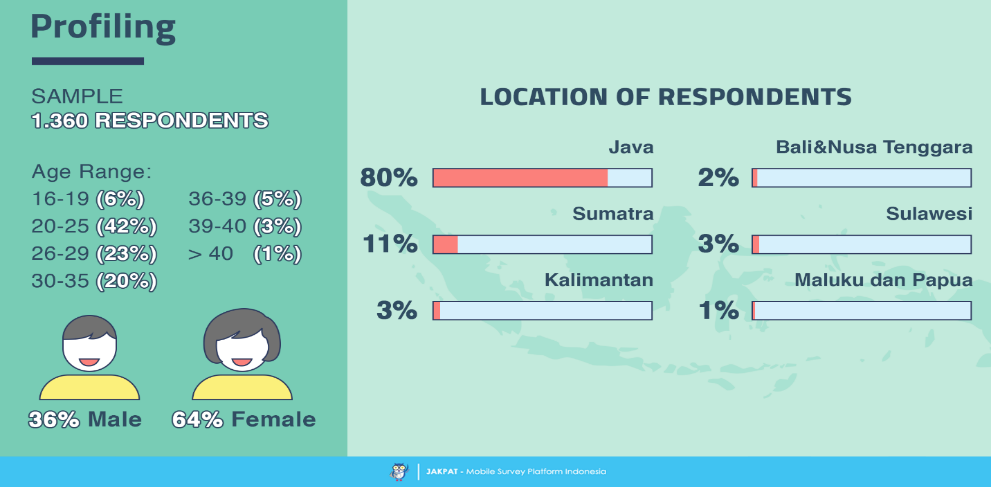 Profiling
SAMPLE
1.360 RESPONDENTS
Age Range:
16-19 (6%)
20-25 (42%)
26-29 (23%)
30-35 (20%)
36-39 (5%)
39-40 (3%)
> 40 (1%)
36% Male
64% Female
LOCATION OF RESPONDENTS
Java
80%
Sumatra
11%
Kalimantan
3%
Bali&Nusa Tenggara
2%
Sulawesi
3%
Maluku dan Papua
1%
JAKPAT - Mobile Survey Platform Indonesia